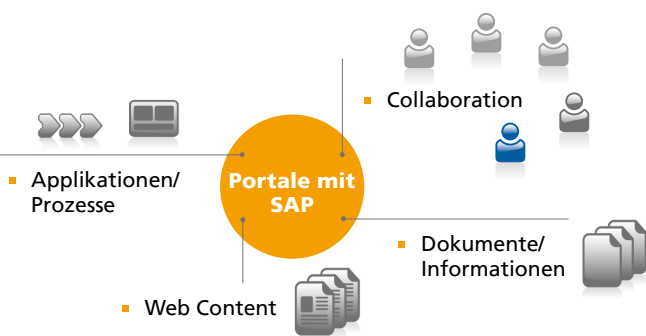 Collaboration
Applikationen/
Prozesse
Portale mit
SAP
Dokumente/
Informationen
Web Content